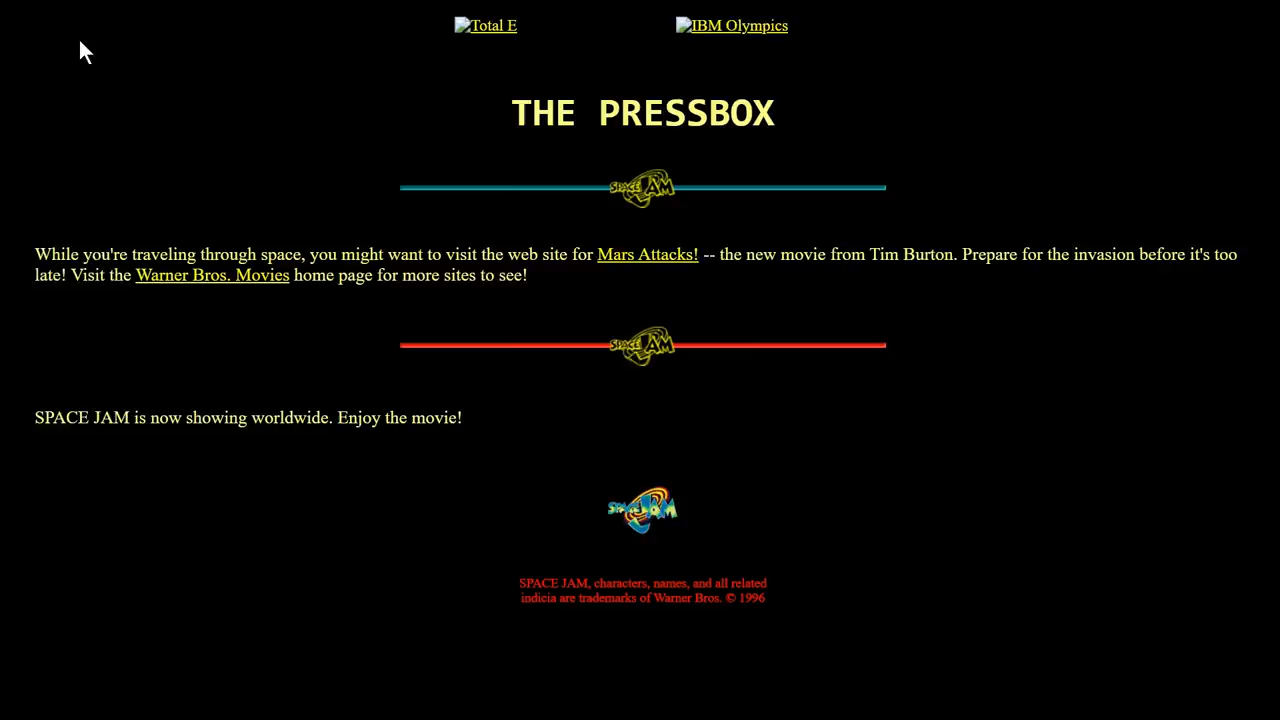 Total E IBM Olympics
THE PRESSBOX
SPACE JAM
While you're traveling through space, you might want to visit the web site for Mars Attacks! -- the new movie from Tim Burton. Prepare for the invasion before it's too
late! Visit the Warner Bros. Movies home page for more sites to see!
SPACE JAM
SPACE JAM is now showing worldwide. Enjoy the movie!
SPACE JAM
SPACE JAM, characters, names, and all related
indicia are trademarks of Warner Bros. © 1996